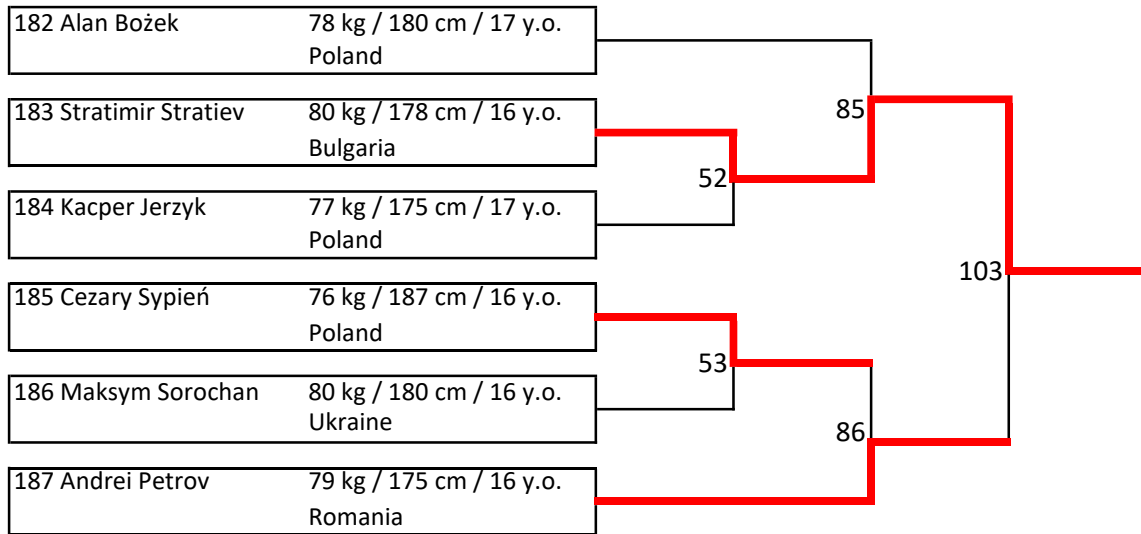 182 Alan Bożek 78 kg / 180 cm / 17 y.o.
Poland
183 Stratimir Stratiev 80 kg / 178 cm / 16 y.o.
Bulgaria
85
52
184 Kacper Jerzyk 77 kg / 175 cm / 17 y.o.
Poland
103
185 Cezary Sypień 76 kg / 187 cm / 16 y.o.
Poland
53
186 Maksym Sorochan 80 kg / 180 cm / 16 y.o.
Ukraine
86
187 Andrei Petrov 79 kg / 175 cm / 16 y.o.
Romania